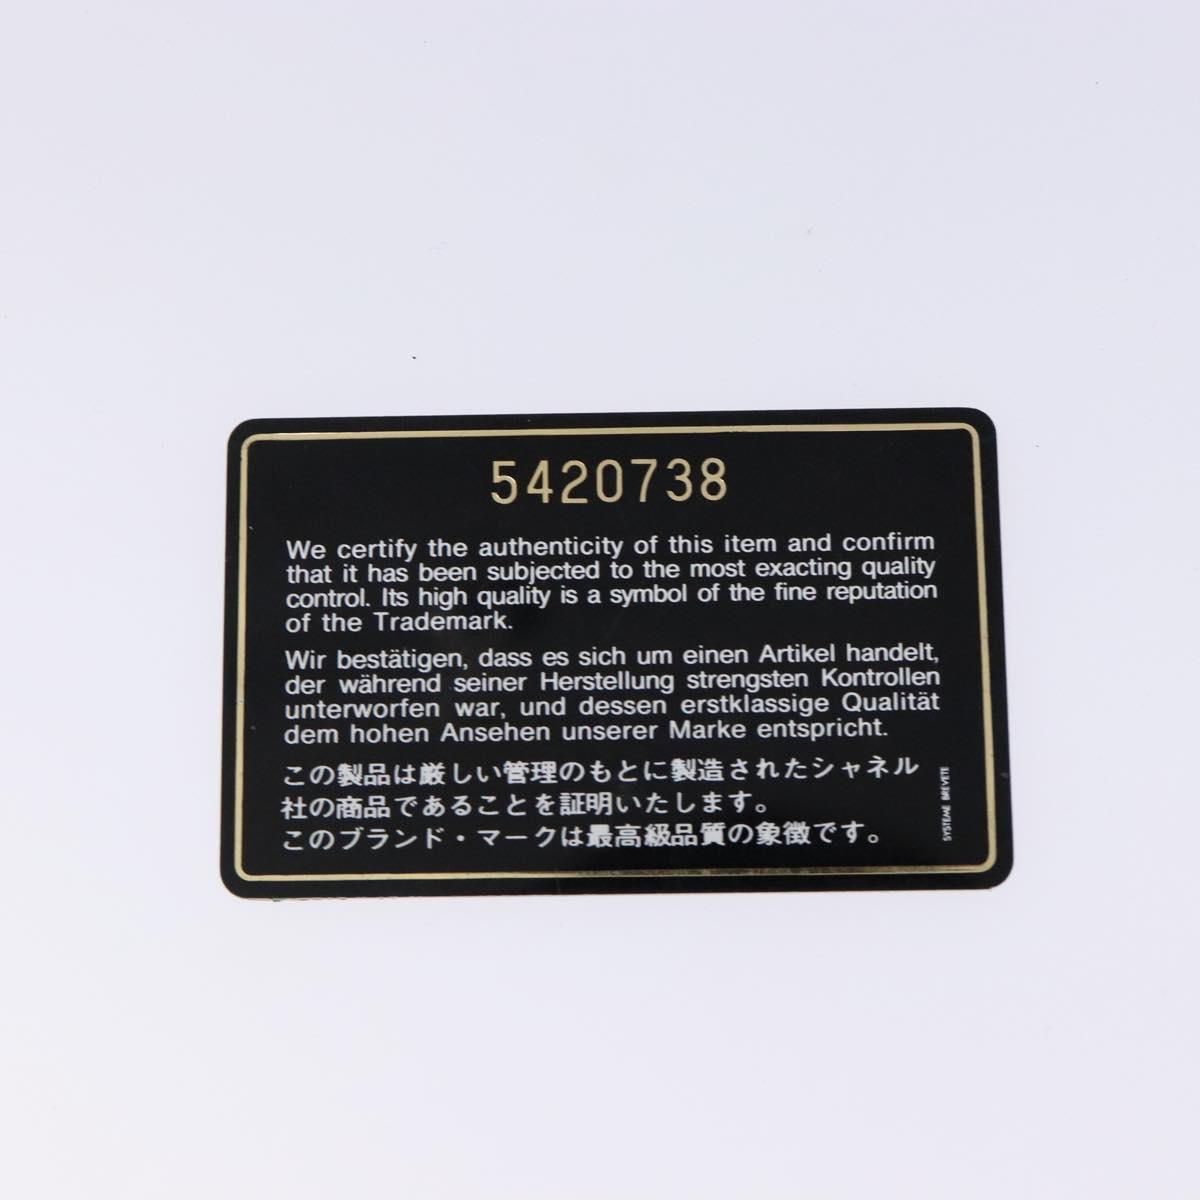 5420738
We certify the authenticity of this item and confirm
that it has been subjected to the most exacting quality
control. Its high quality is a symbol of the fine reputation
of the Trademark.
Wir bestätigen, dass es sich um einen Artikel handelt,
der während seiner Herstellung strengsten Kontrollen
unterworfen war, und dessen erstklassige Qualität
dem hohen Ansehen unserer Marke entspricht.
この製品は厳しい管理のもとに製造されたシャネル
社の商品であることを証明いたします。
このブランド・マークは最高級品質の象徴です。
SYSTEME BREVETE